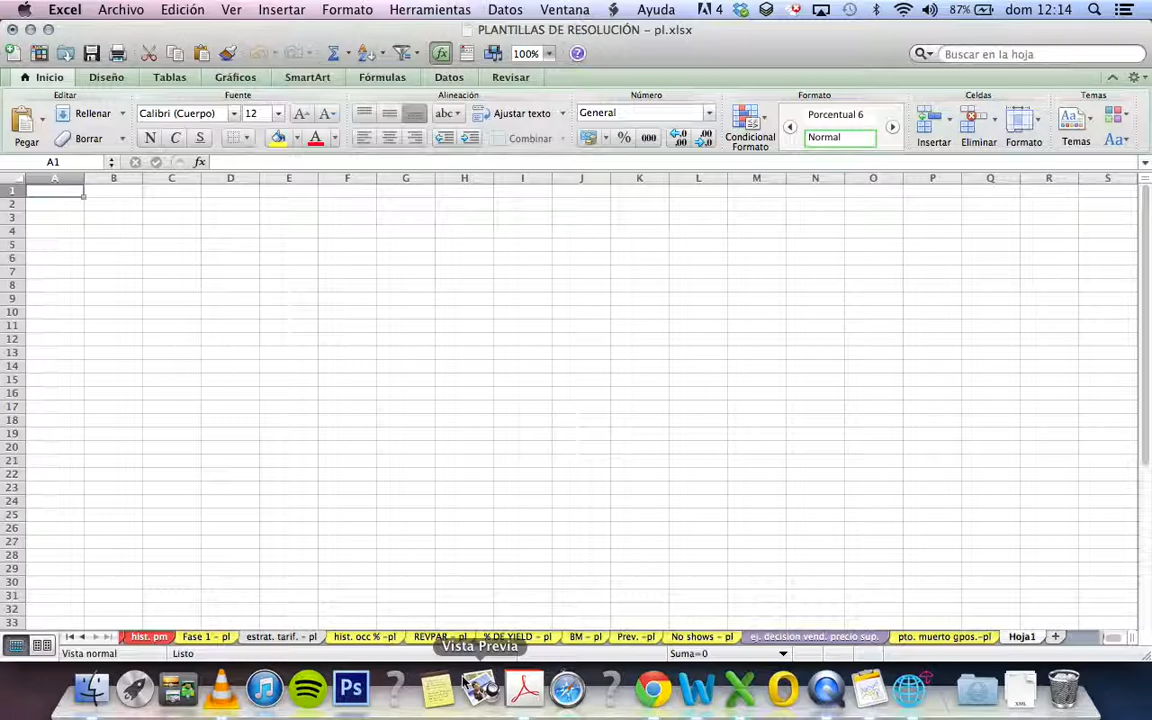 Excel Archivo Edición Ver Insertar Formato Herramientas Datos Ventana Ayuda 4 87% dom 12:14
PLANTILLAS DE RESOLUCIÓN - pl.xlsx
100% Buscar en la hoja
Inicio Diseño Tablas Gráficos SmartArt Fórmulas Datos Revisar
Editar Fuente Alineación Número Formato Celdas Temas
Rellenar Calibri (Cuerpo) 12 abc Ajustar texto General Porcentual 6
Pegar Borrar N C S A Combinar % 000 Condicional Formato Normal Insertar Eliminar Formato Temas Aa
A1 fx
A B C D E F G H I J K L M N O P Q R S
1
2
3
4
5
6
7
8
9
10
11
12
13
14
15
16
17
18
19
20
21
22
23
24
25
26
27
28
29
30
31
32
33
hist. pm Fase 1 - pl estrat. tarif. - pl hist. occ % -pl REVPAR - pl % DE YIELD - pl BM - pl Prev. -pl No shows - pl ej. decisión vend. precio sup. pto. muerto gpos.-pl Hoja1
Vista Previa
Vista normal Listo Suma=0
Ps
XML